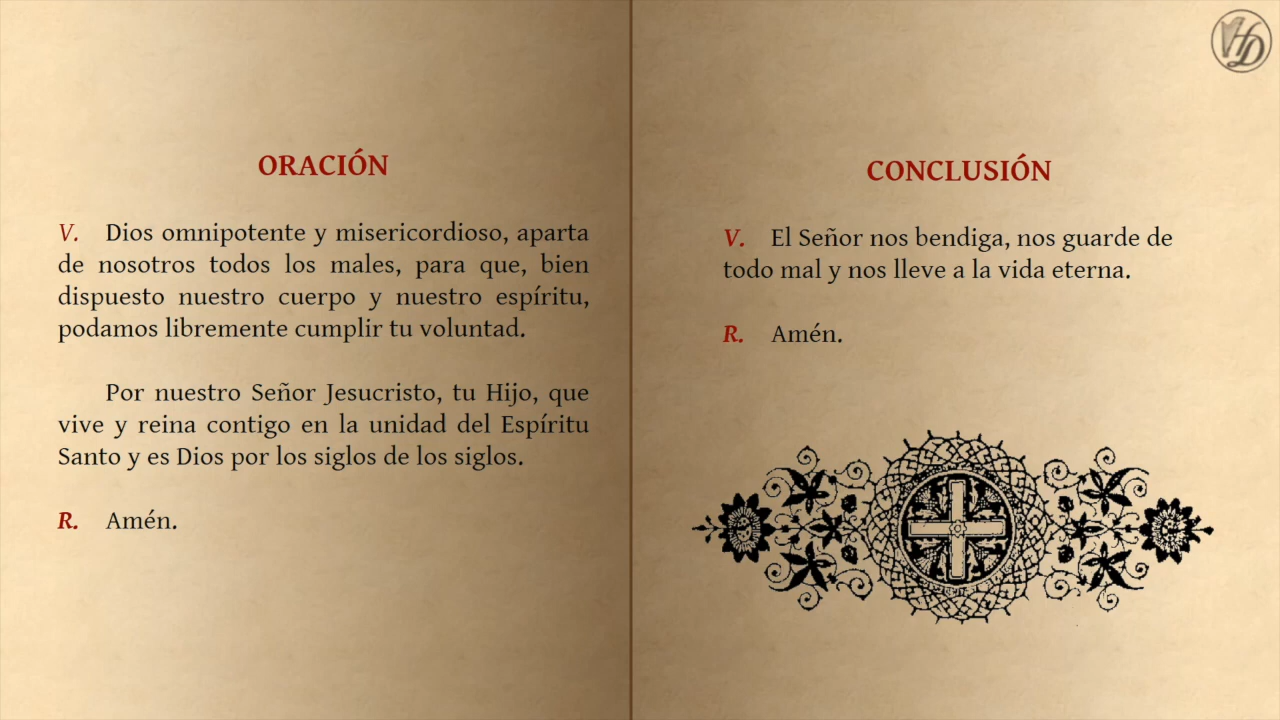 ORACIÓN
V. Dios omnipotente y misericordioso, aparta
de nosotros todos los males, para que, bien
dispuesto nuestro cuerpo y nuestro espíritu,
podamos libremente cumplir tu voluntad.
Por nuestro Señor Jesucristo, tu Hijo, que
vive y reina contigo en la unidad del Espíritu
Santo y es Dios por los siglos de los siglos.
R. Amén.
CONCLUSIÓN
V. El Señor nos bendiga, nos guarde de
todo mal y nos lleve a la vida eterna.
R. Amén.